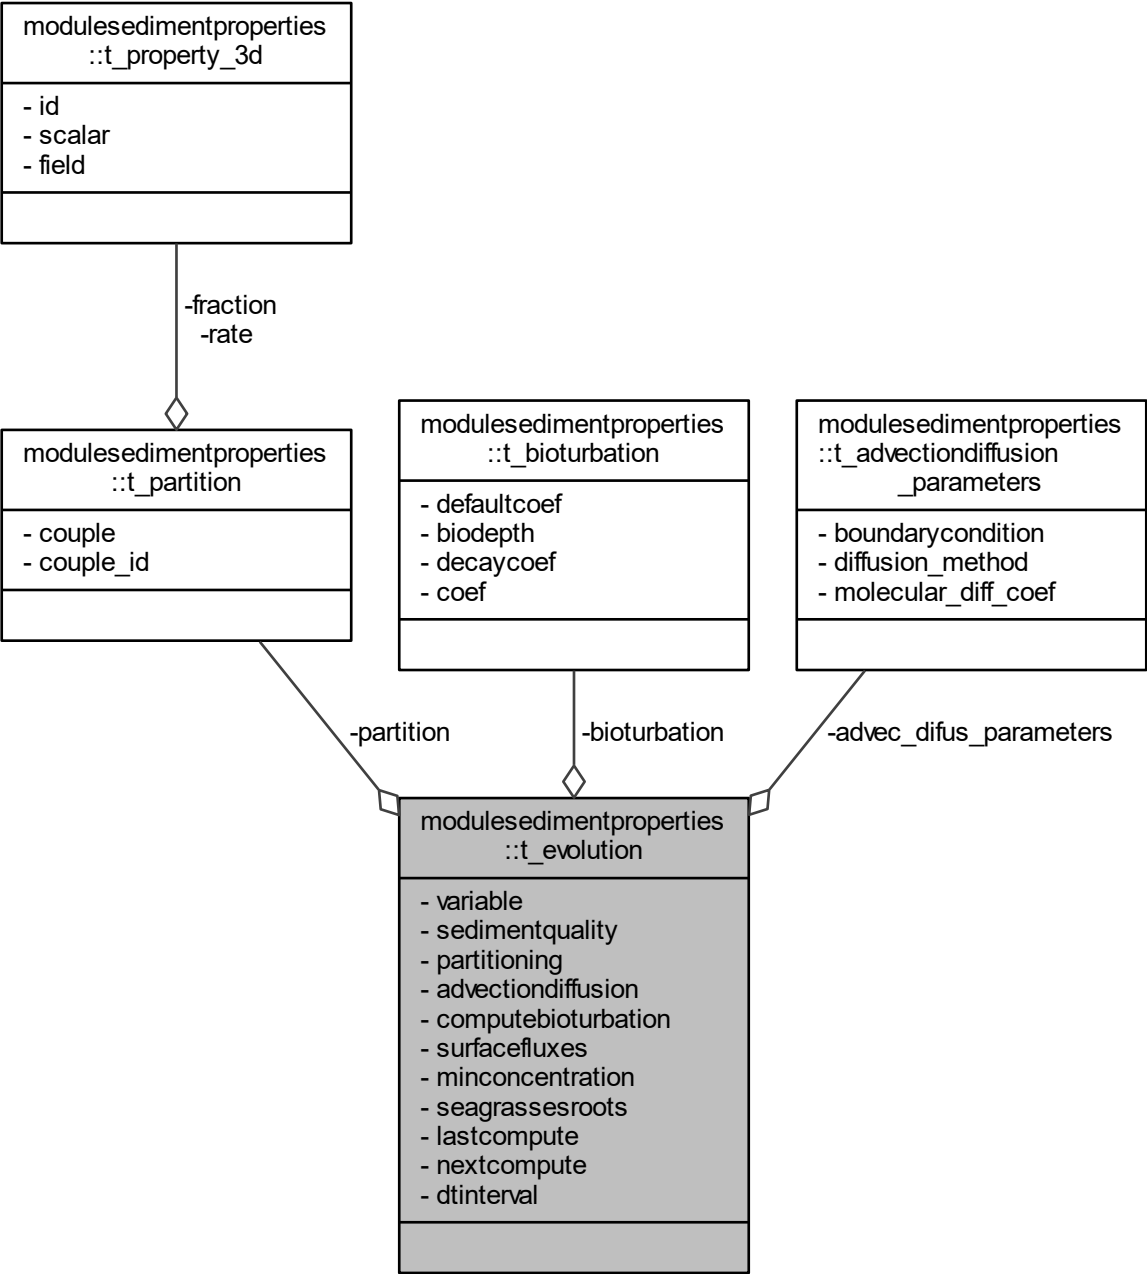 modulesedimentproperties
::t_property_3d
- id
- scalar
- field
-fraction
-rate
modulesedimentproperties
::t_partition
- couple
- couple_id
modulesedimentproperties
::t_bioturbation
- defaultcoef
- biodepth
- decaycoef
- coef
modulesedimentproperties
::t_advectiondiffusion
_parameters
- boundarycondition
- diffusion_method
- molecular_diff_coef
-partition
-bioturbation
-advec_difus_parameters
modulesedimentproperties
::t_evolution
- variable
- sedimentquality
- partitioning
- advectiondiffusion
- computebioturbation
- surfacefluxes
- minconcentration
- seagrassesroots
- lastcompute
- nextcompute
- dtinterval